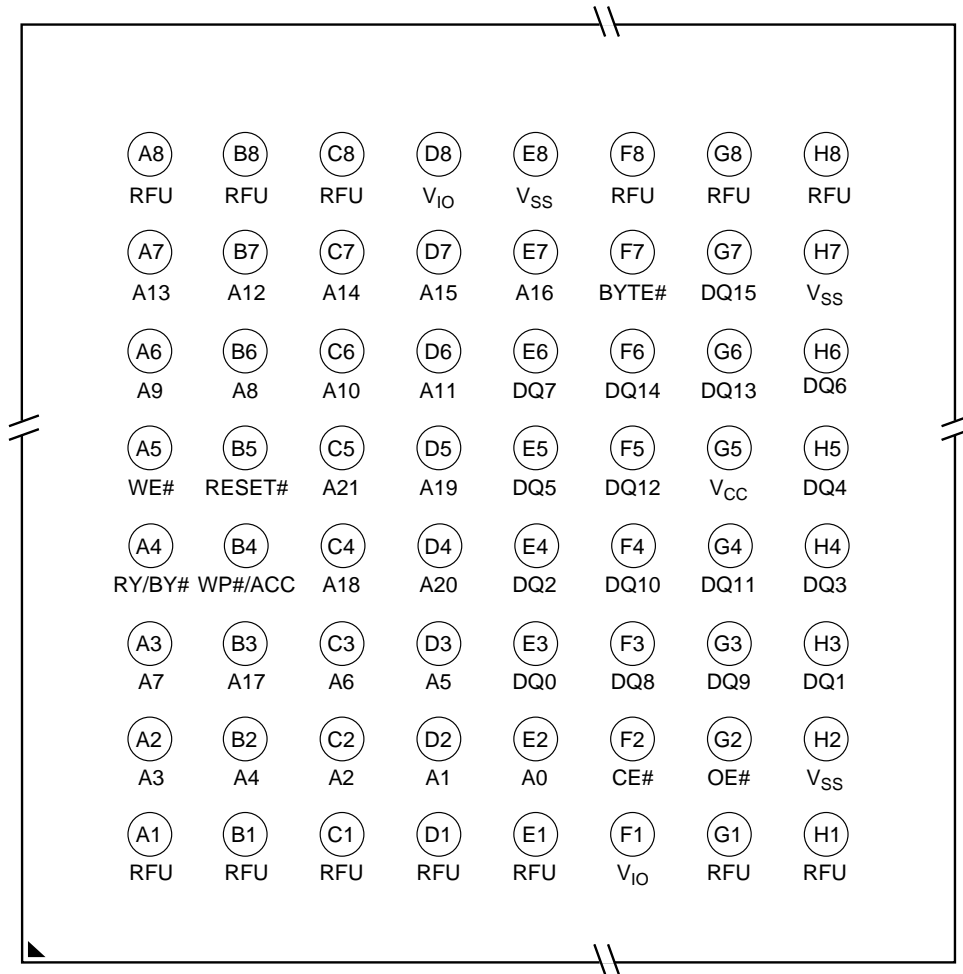 A8 B8 C8 D8 E8 F8 G8 H8
RFU RFU RFU VIO VSS RFU RFU RFU
A7 B7 C7 D7 E7 F7 G7 H7
A13 A12 A14 A15 A16 BYTE# DQ15 VSS
A6 B6 C6 D6 E6 F6 G6 H6
A9 A8 A10 A11 DQ7 DQ14 DQ13 DQ6
A5 B5 C5 D5 E5 F5 G5 H5
WE# RESET# A21 A19 DQ5 DQ12 VCC DQ4
A4 B4 C4 D4 E4 F4 G4 H4
RY/BY# WP#/ACC A18 A20 DQ2 DQ10 DQ11 DQ3
A3 B3 C3 D3 E3 F3 G3 H3
A7 A17 A6 A5 DQ0 DQ8 DQ9 DQ1
A2 B2 C2 D2 E2 F2 G2 H2
A3 A4 A2 A1 A0 CE# OE# VSS
A1 B1 C1 D1 E1 F1 G1 H1
RFU RFU RFU RFU RFU VIO RFU RFU